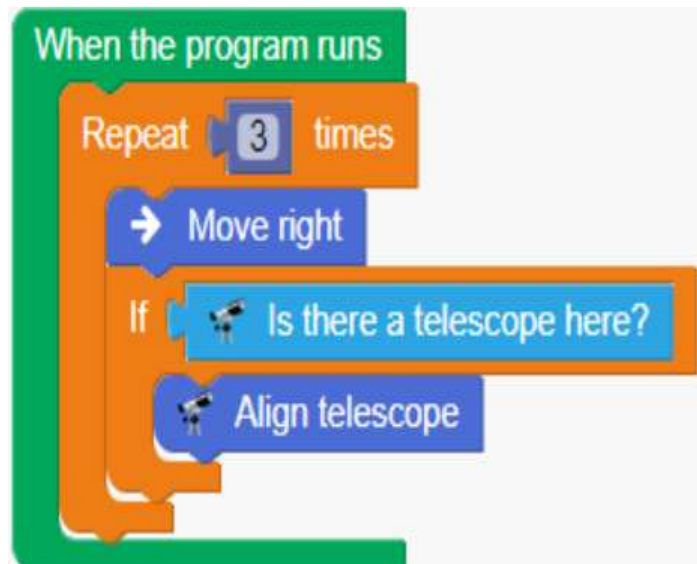 When the program runs
Repeat 3 times
Move right
If Is there a telescope here?
Align telescope